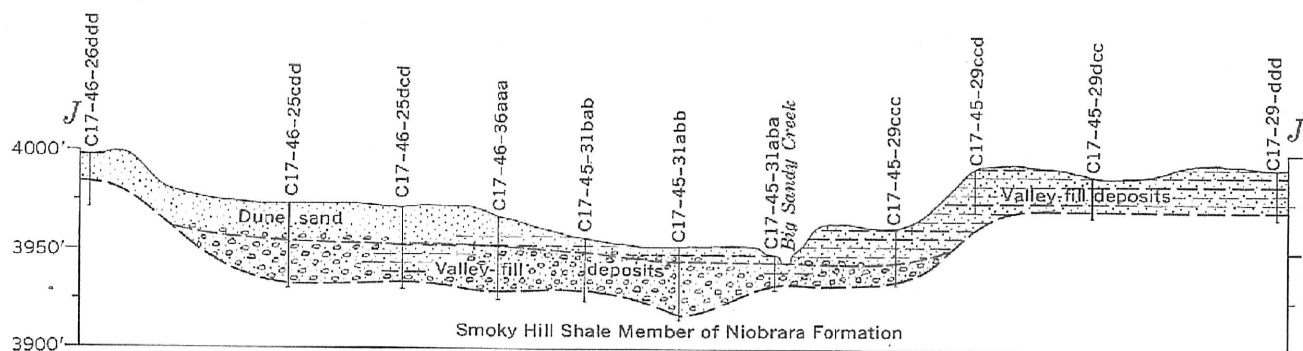 J
C17-46-26ddd
C17-46-25cdd
C17-46-25dcd
C17-46-36aaa
C17-45-31bab
C17-45-31abb
C17-45-31aba
Big Sandy Creek
C17-45-29ccc
C17-45-29ccd
C17-45-29dcc
C17-29-ddd
J
4000'
3950'
3900'
Dune sand
Valley-fill deposits
Valley-fill deposits
Smoky Hill Shale Member of Niobrara Formation